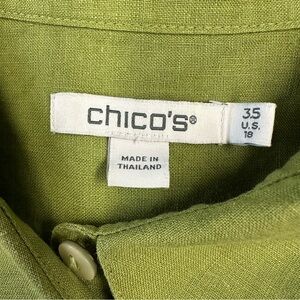 chico's®
3.5
U.S.
18
MADE IN
THAILAND